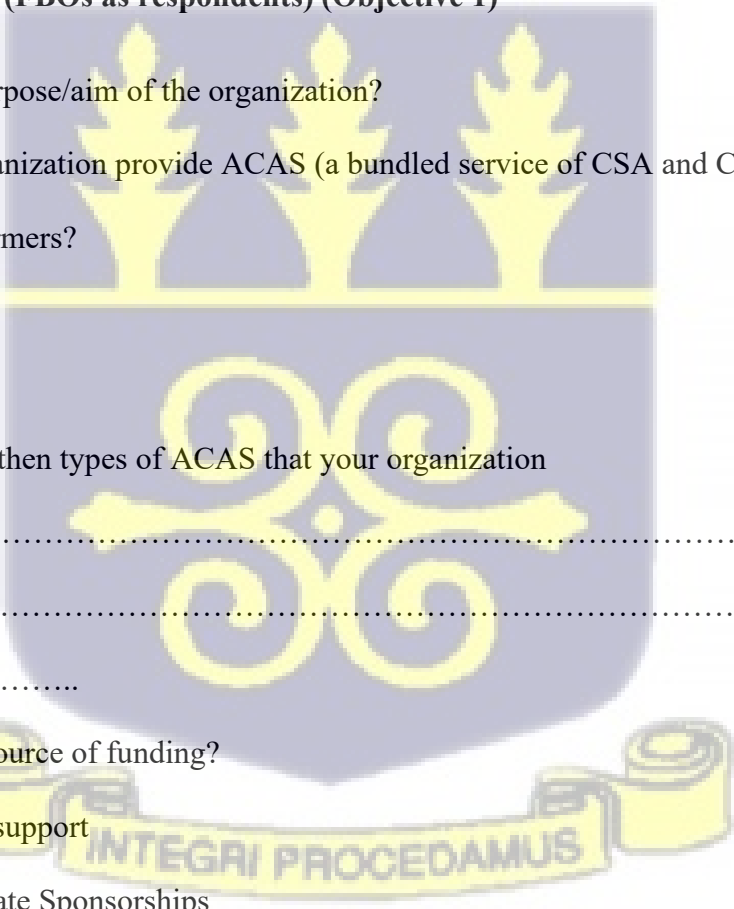 (FBOs as respondents) (Objective 1)
rpose/aim of the organization?
anization provide ACAS (a bundled service of CSA and C
rmers?
then types of ACAS that your organization
……………………………………………………………………
……………………………………………………………………
……..
ource of funding?
support
INTEGRI PROCEDAMUS
ate Sponsorships